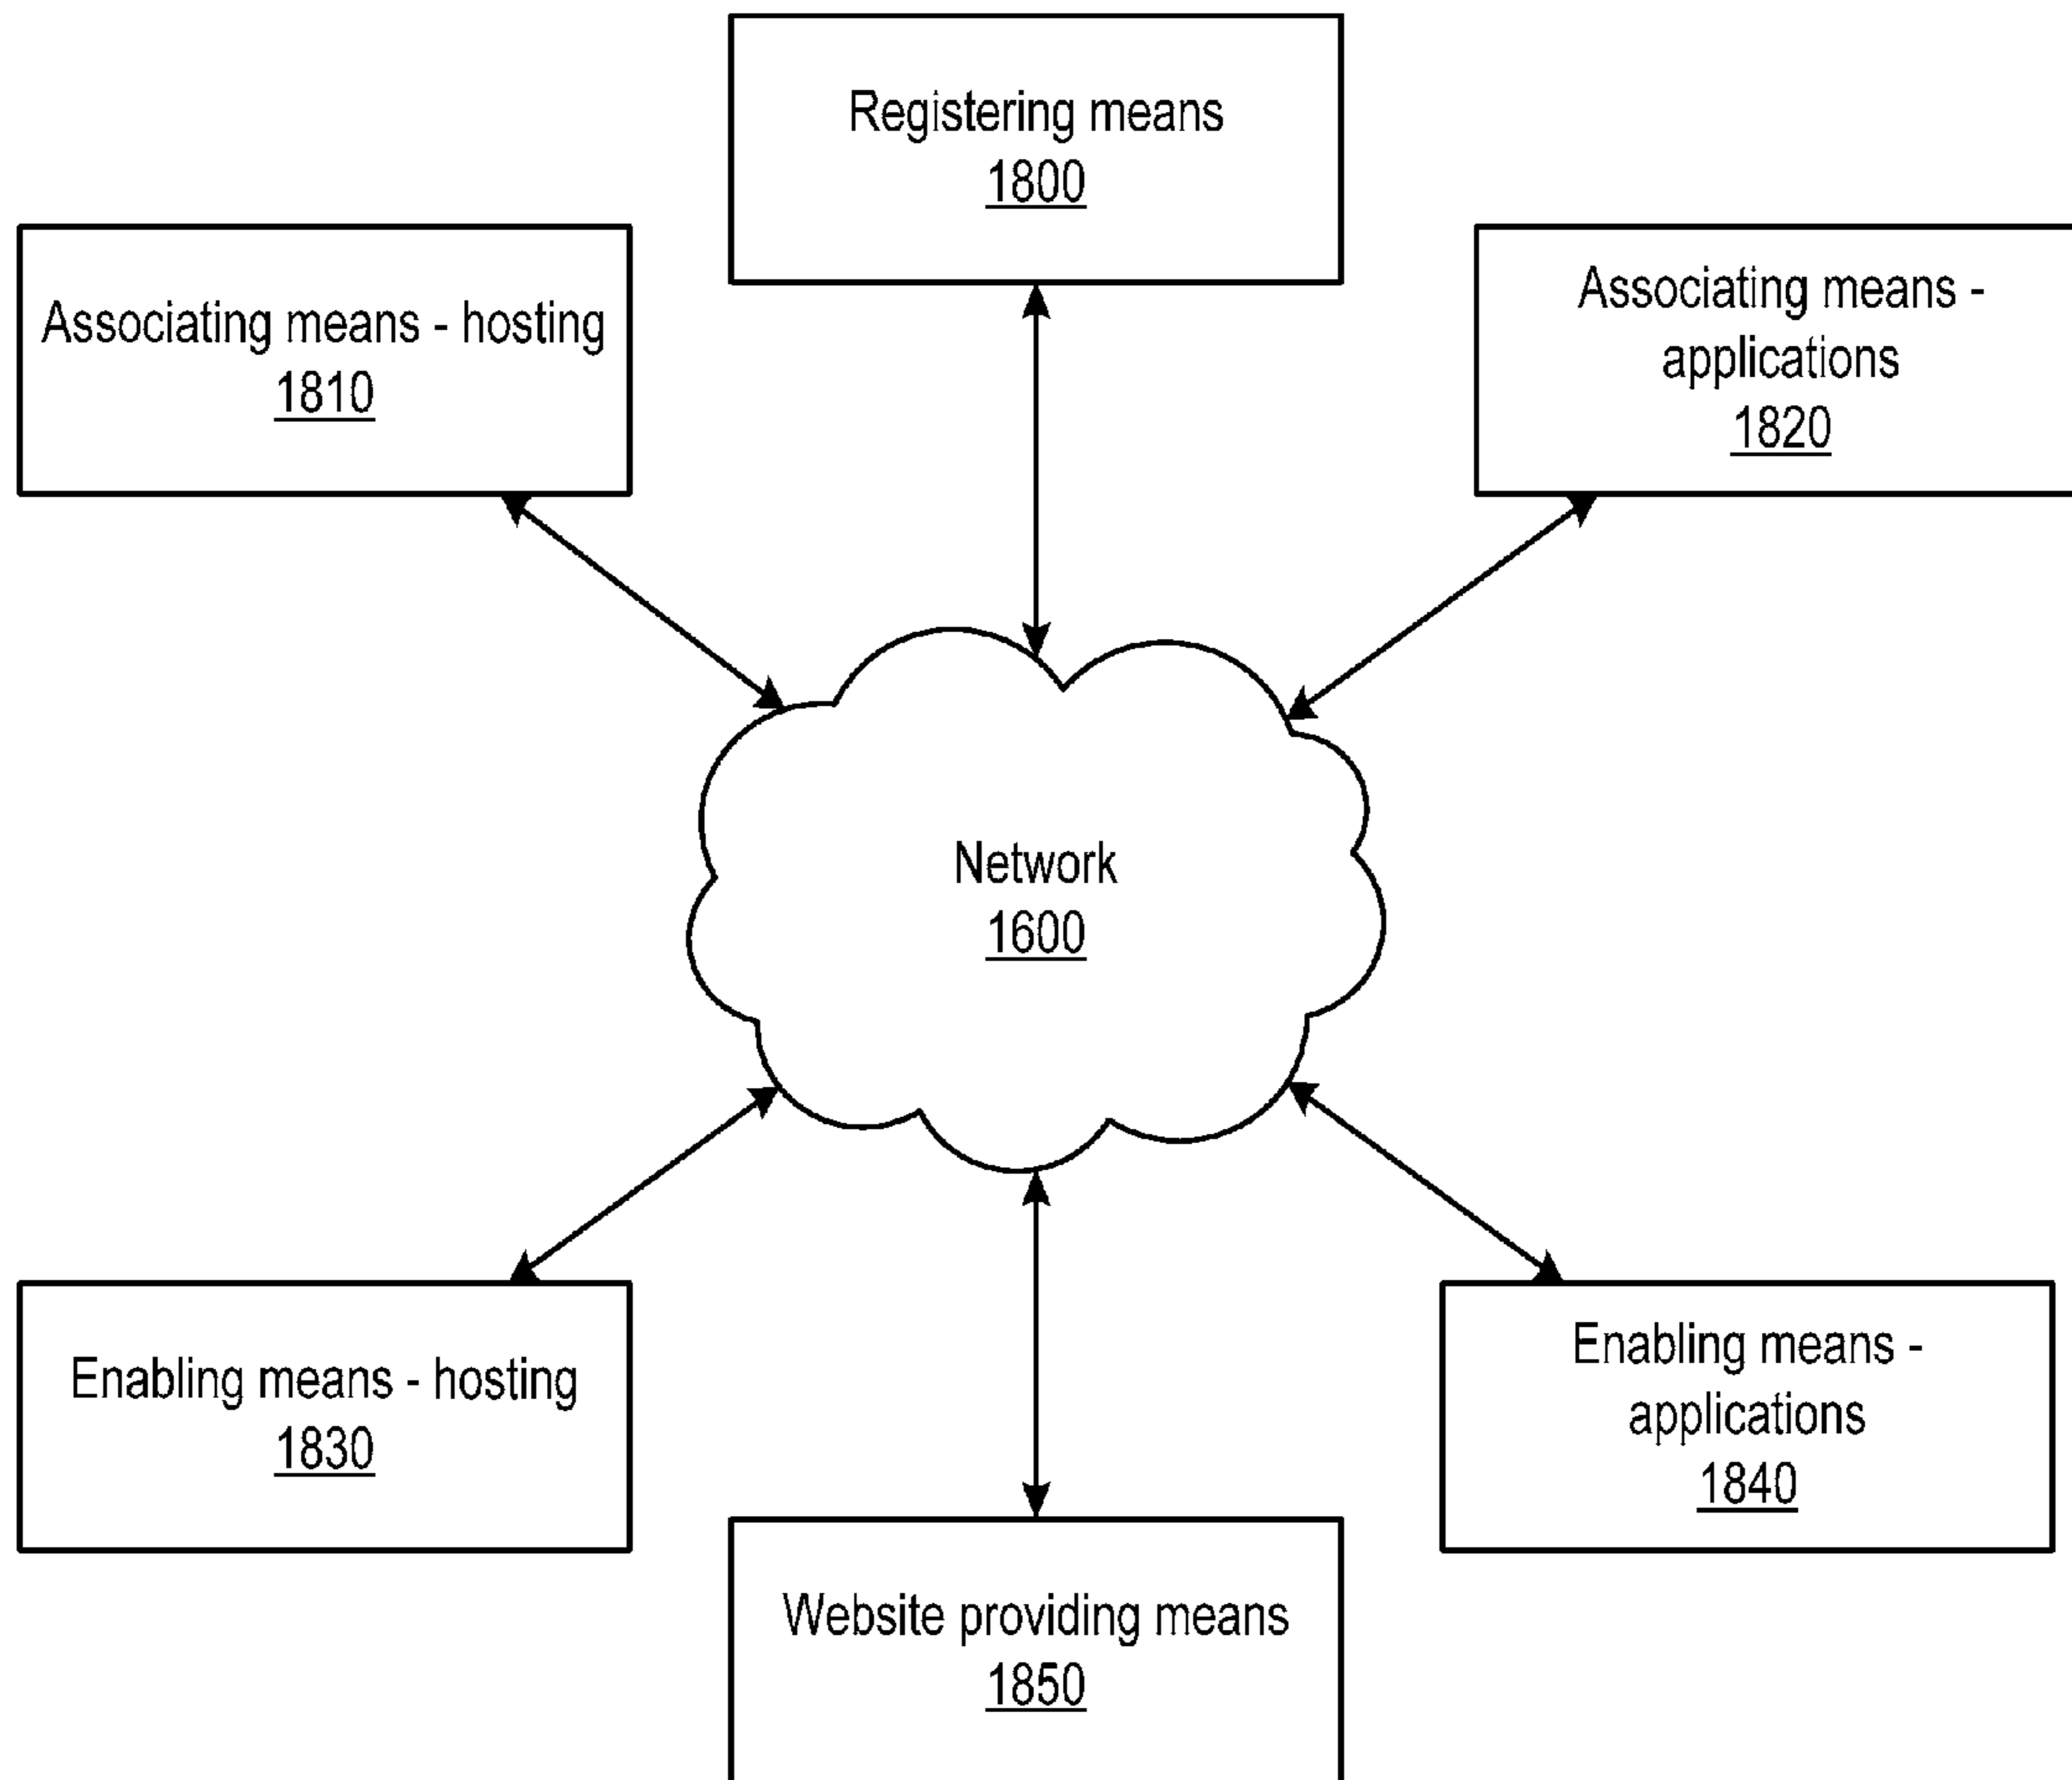 Registering means
1800
Associating means - hosting
1810
Associating means -
applications
1820
Network
1600
Enabling means - hosting
1830
Enabling means -
applications
1840
Website providing means
1850